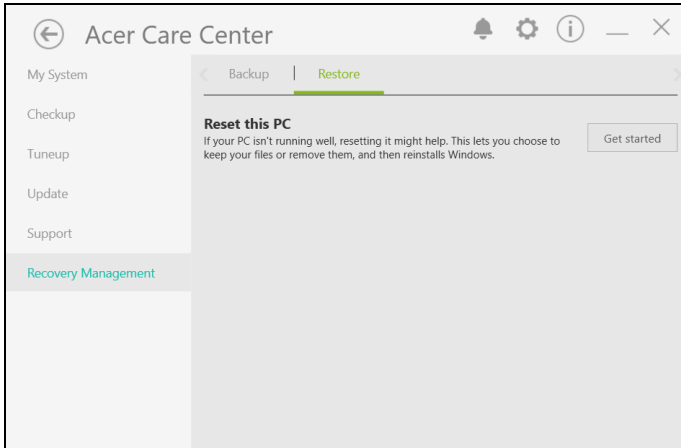 Acer Care Center
My System
Checkup
Tuneup
Update
Support
Recovery Management
Backup
Restore
Reset this PC
If your PC isn't running well, resetting it might help. This lets you choose to
keep your files or remove them, and then reinstalls Windows.
Get started